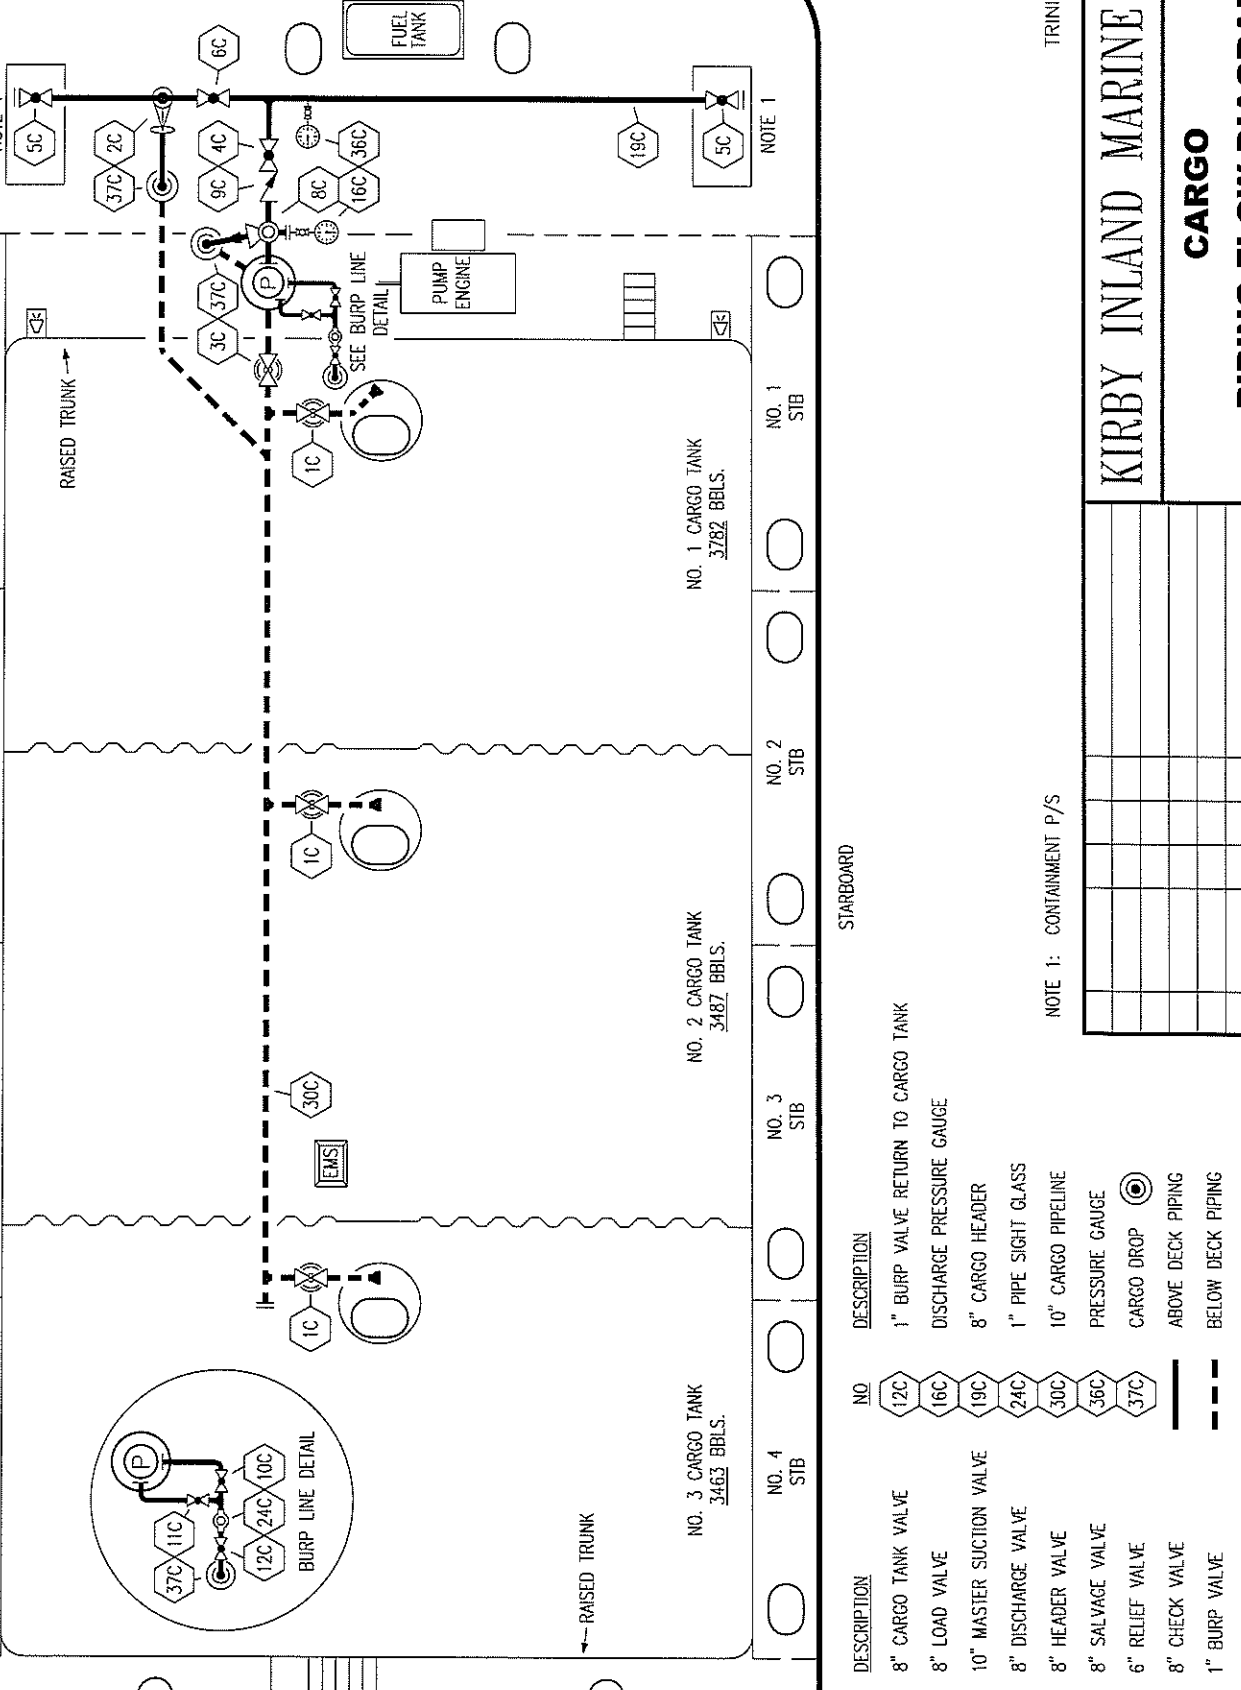 FUEL
TANK
6C
5C
2C
37C
4C
9C
8C
36C
16C
19C
5C
NOTE 1
37C
3C
SEE BURP LINE
DETAIL
PUMP
ENGINE
P
RAISED TRUNK
1C
NO. 1
STB
NO. 1 CARGO TANK
3782 BBLS.
NO. 2
STB
1C
NO. 2 CARGO TANK
3487 BBLS.
30C
EMS
NO. 3
STB
1C
NO. 3 CARGO TANK
3463 BBLS.
NO. 4
STB
P
37C
11C
12C
24C
10C
BURP LINE DETAIL
RAISED TRUNK
STARBOARD
DESCRIPTION
8" CARGO TANK VALVE
8" LOAD VALVE
10" MASTER SUCTION VALVE
8" DISCHARGE VALVE
8" HEADER VALVE
8" SALVAGE VALVE
6" RELIEF VALVE
8" CHECK VALVE
1" BURP VALVE
NO DESCRIPTION
12C 1" BURP VALVE RETURN TO CARGO TANK
16C DISCHARGE PRESSURE GAUGE
19C 8" CARGO HEADER
24C 1" PIPE SIGHT GLASS
30C 10" CARGO PIPELINE
36C PRESSURE GAUGE
37C CARGO DROP
ABOVE DECK PIPING
BELOW DECK PIPING
NOTE 1: CONTAINMENT P/S
TRINI
KIRBY INLAND MARINE
CARGO